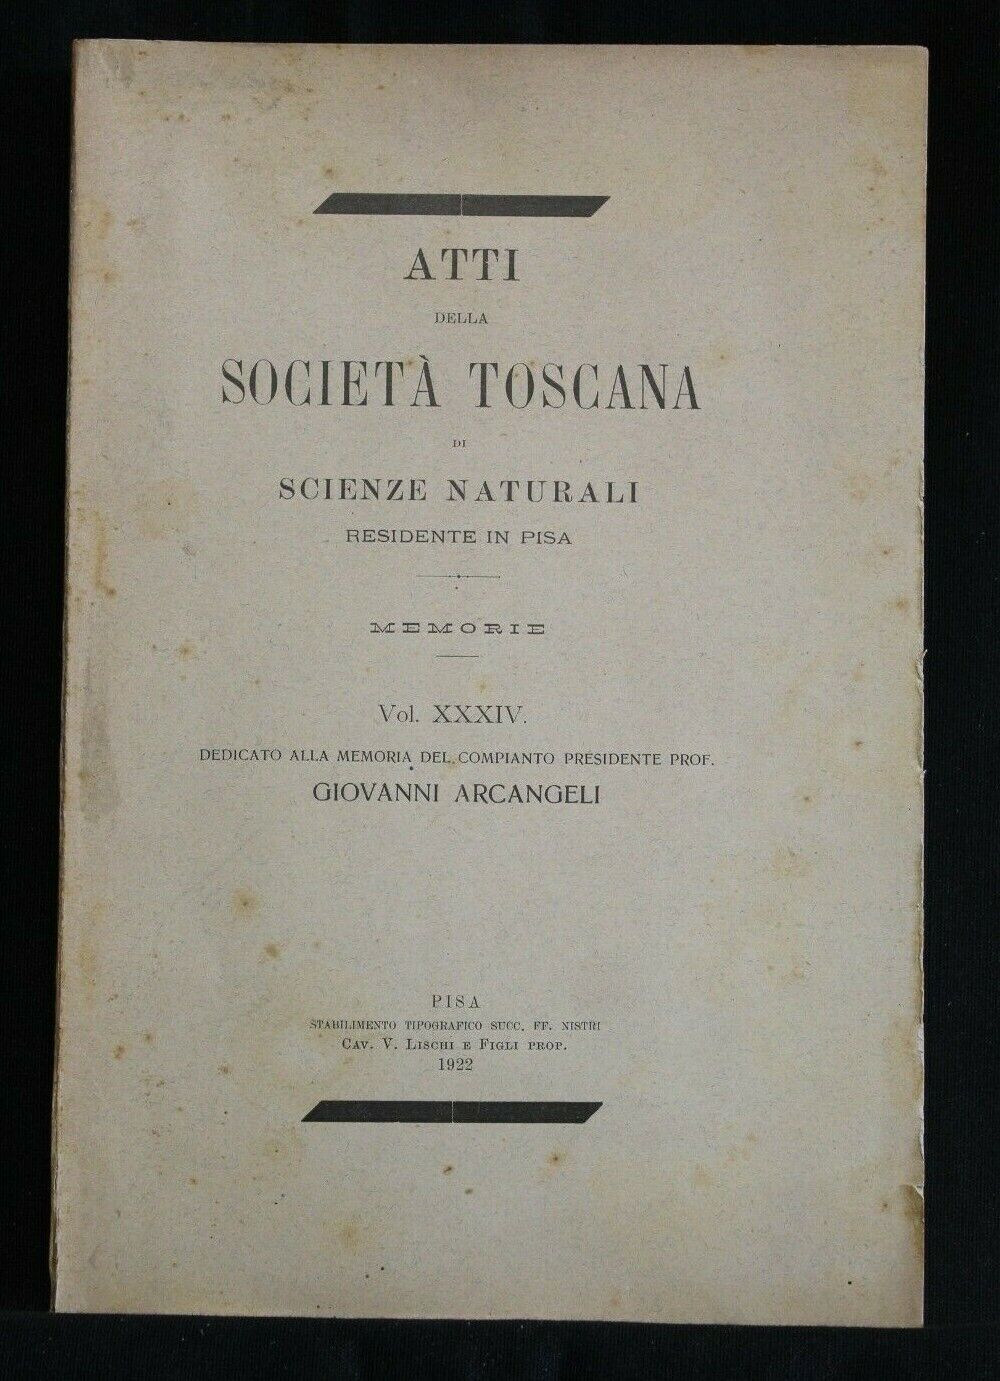 ATTI
DELLA
SOCIETÀ TOSCANA
DI
SCIENZE NATURALI
RESIDENTE IN PISA
MEMORIE
Vol. XXXIV.
DEDICATO ALLA MEMORIA DEL COMPIANTO PRESIDENTE PROF.
GIOVANNI ARCANGELI
PISA
STABILIMENTO TIPOGRAFICO SUCC. FF. NISTRI
CAV. V. LISCHI E FIGLI PROP.
1922